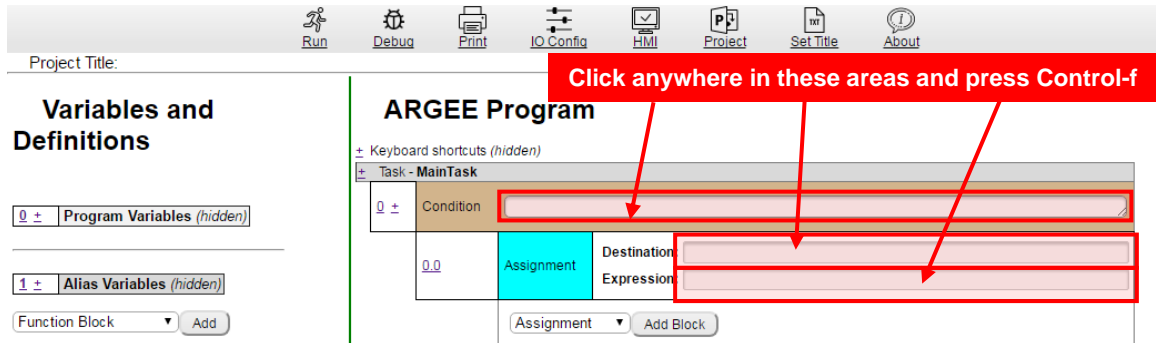 Run Debug Print IO Config HMI Project Set Title About
Project Title:
Click anywhere in these areas and press Control-f
Variables and
Definitions
0 + Program Variables (hidden)
1 + Alias Variables (hidden)
Function Block Add
ARGEE Program
+ Keyboard shortcuts (hidden)
+ Task - MainTask
0 + Condition
0.0 Assignment Destination:
Expression:
Assignment Add Block